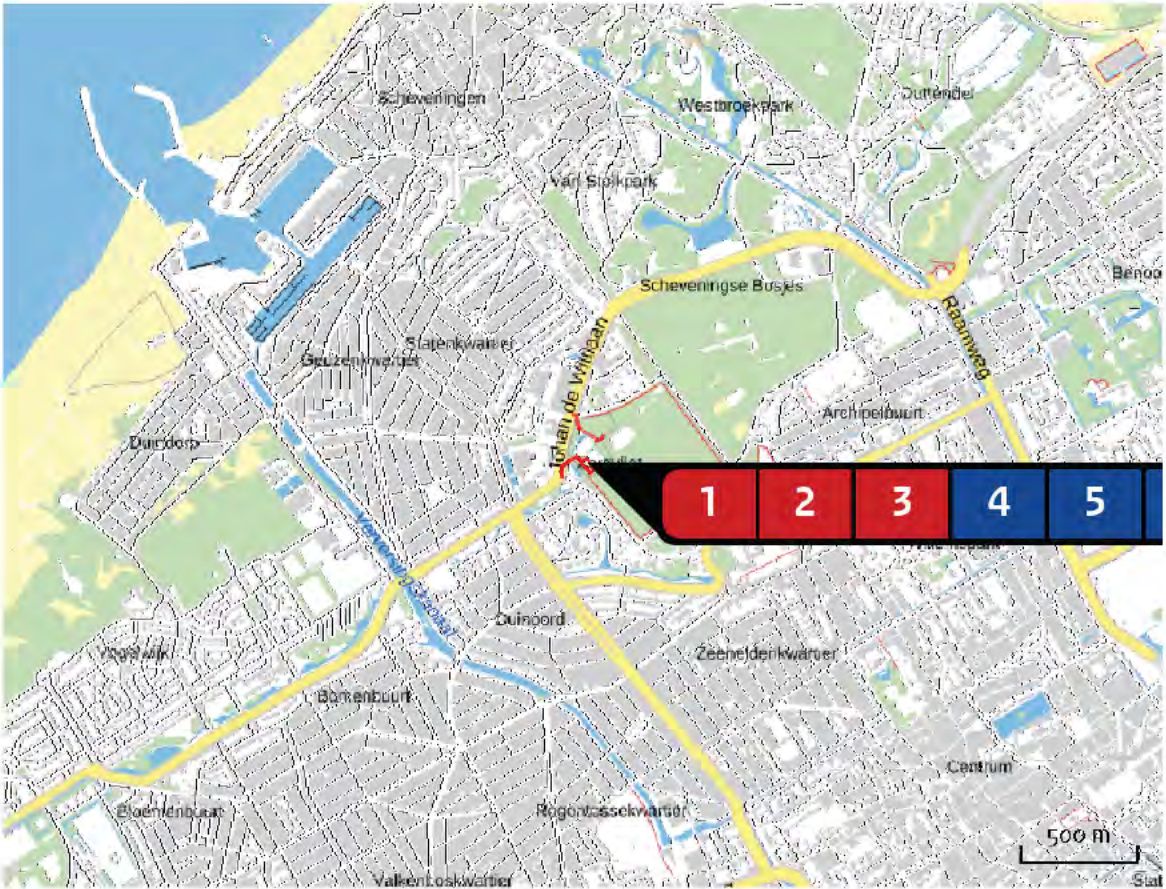 Scheveningen
Westbroekpark
Duttendel
Van Stolkpark
Benoo
Scheveningse Bosjes
Statenkwartier
Geuzenkwartier
Johan de Wittlaan
Raamweg
Archipelbuurt
Duindorp
1 2 3 4 5
Duinoord
Vogelwijk
Zeeheldenkwartier
Bomenbuurt
Centrum
Bloemenbuurt
Regentessekwartier
500 m
Valkenboskwartier
Stat